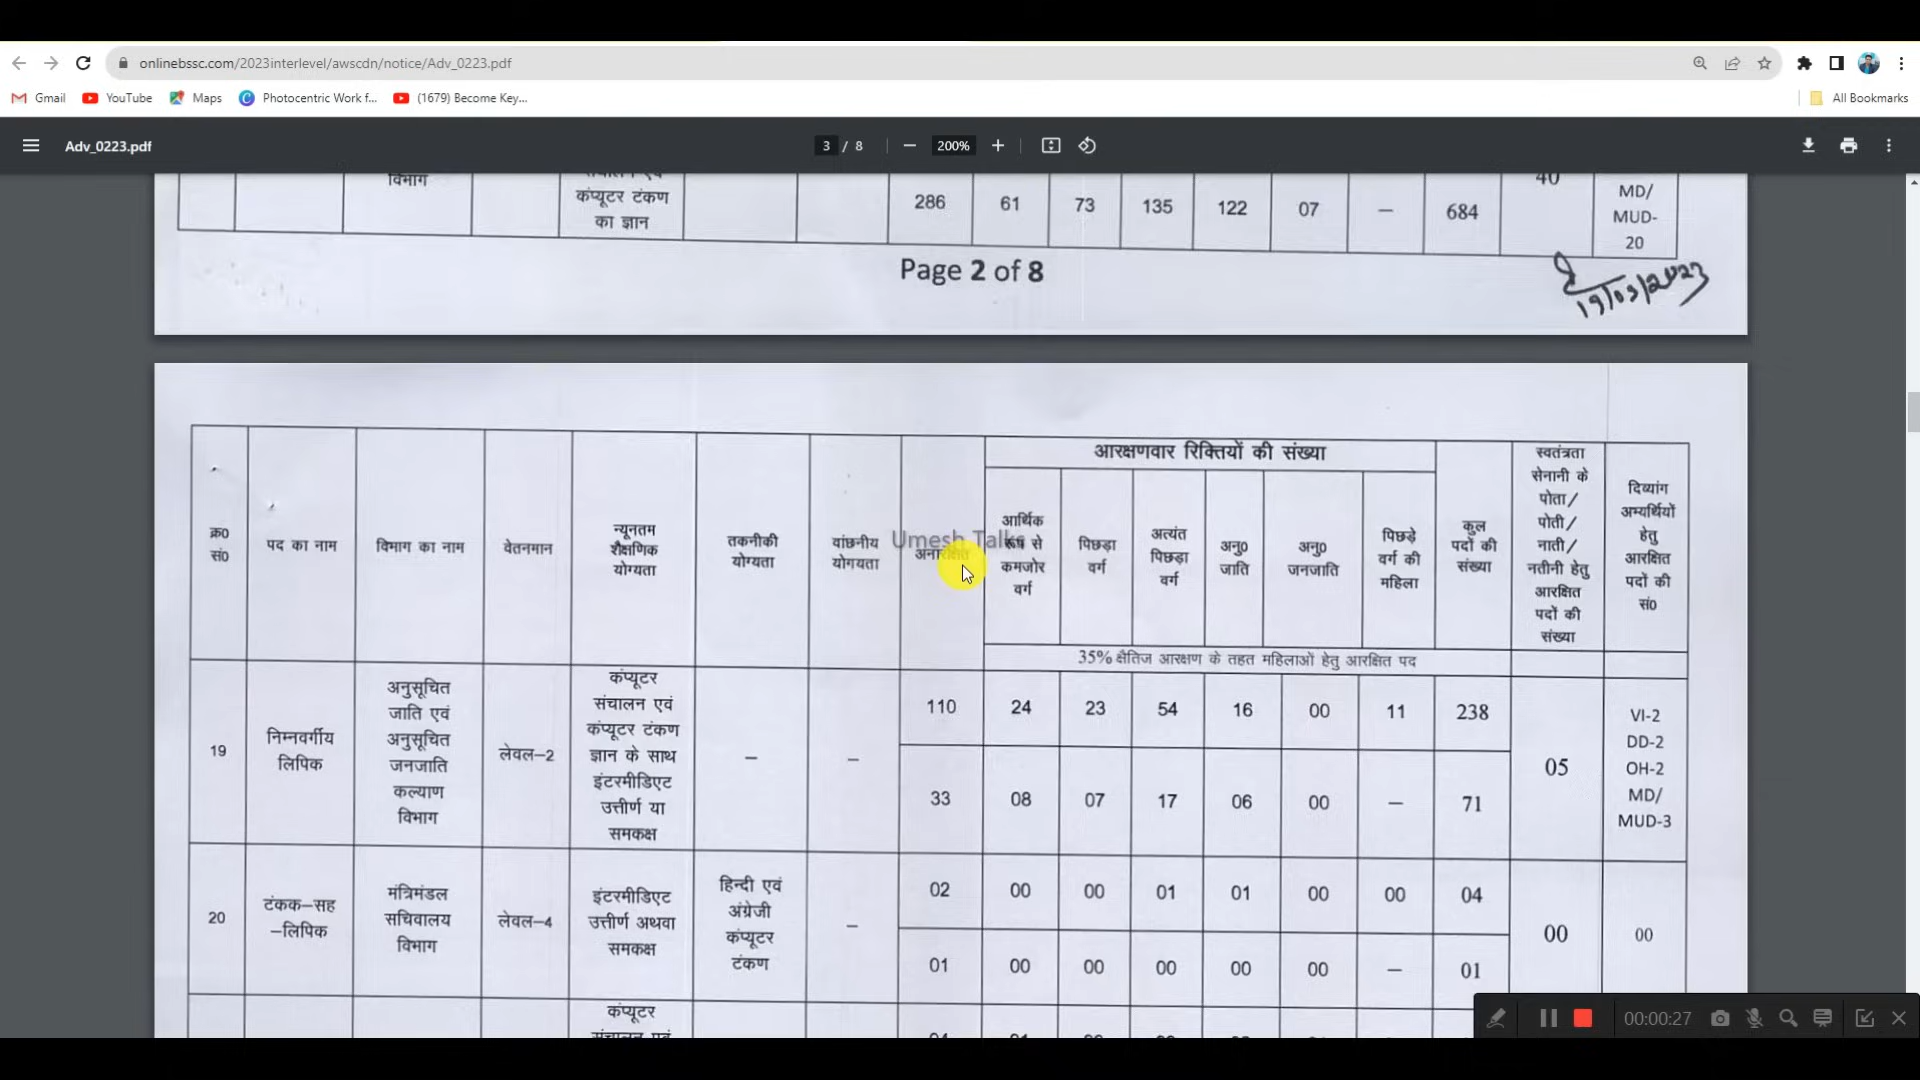 onlinebssc.com/2023interlevel/awscdn/notice/Adv_0223.pdf
Gmail YouTube Maps Photocentric Work f... (1679) Become Key... All Bookmarks
Adv_0223.pdf 3 / 8 200%
विभाग
कंप्यूटर टंकण
का ज्ञान
286 61 73 135 122 07 – 684
40
MD/
MUD-
20
Page 2 of 8
क्र०
सं०
पद का नाम
विभाग का नाम
वेतनमान
न्यूनतम
शैक्षणिक
योग्यता
तकनीकी
योग्यता
वांछनीय
योगयता
अनारक्षित
Umesh Talks
आरक्षणवार रिक्तियों की संख्या
आर्थिक
रूप से
कमजोर
वर्ग
पिछड़ा
वर्ग
अत्यंत
पिछड़ा
वर्ग
अनु०
जाति
अनु०
जनजाति
पिछड़े
वर्ग की
महिला
कुल
पदों की
संख्या
स्वतंत्रता
सेनानी के
पोता/
पोती/
नाती/
नतीनी हेतु
आरक्षित
पदों की
संख्या
दिव्यांग
अभ्यर्थियों
हेतु
आरक्षित
पदों की
सं०
35% क्षैतिज आरक्षण के तहत महिलाओं हेतु आरक्षित पद
19
निम्नवर्गीय
लिपिक
अनुसूचित
जाति एवं
अनुसूचित
जनजाति
कल्याण
विभाग
लेवल–2
कंप्यूटर
संचालन एवं
कंप्यूटर टंकण
ज्ञान के साथ
इंटरमीडिएट
उत्तीर्ण या
समकक्ष
–
–
110 24 23 54 16 00 11 238
33 08 07 17 06 00 – 71
05
VI-2
DD-2
OH-2
MD/
MUD-3
20
टंकक–सह
–लिपिक
मंत्रिमंडल
सचिवालय
विभाग
लेवल–4
इंटरमीडिएट
उत्तीर्ण अथवा
समकक्ष
हिन्दी एवं
अंग्रेजी
कंप्यूटर
टंकण
–
02 00 00 01 01 00 00 04
01 00 00 00 00 00 – 01
00
00
कंप्यूटर
00:00:27